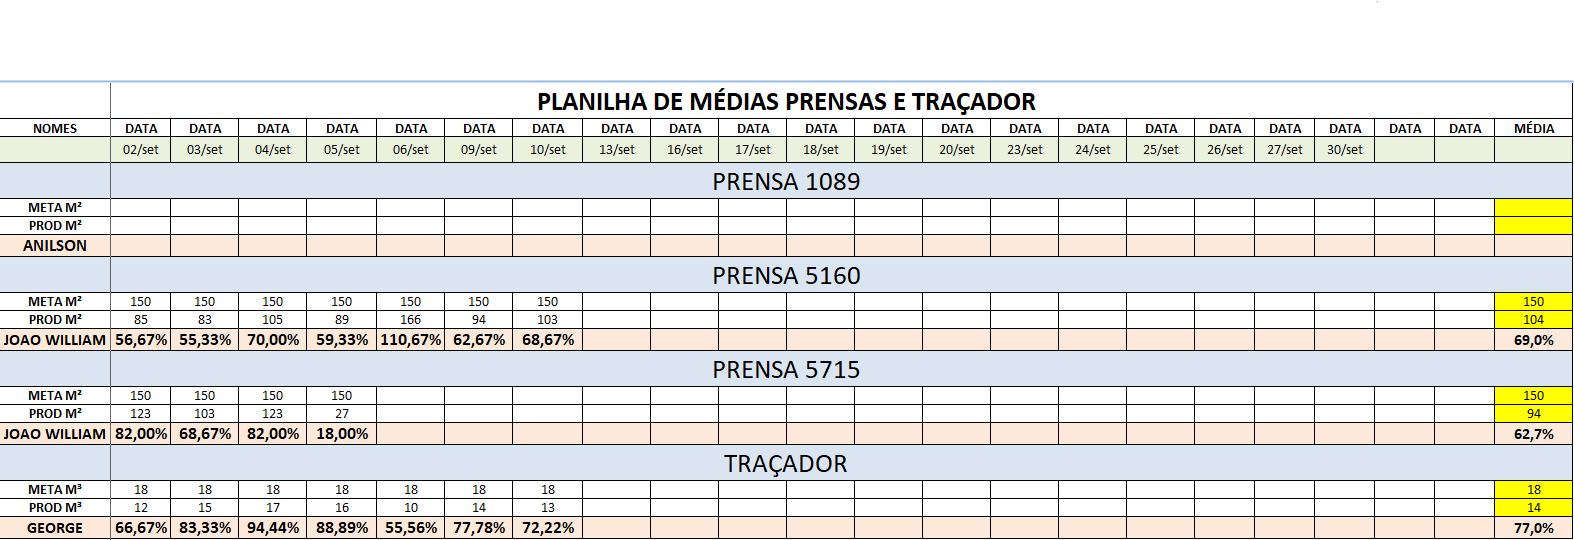 PLANILHA DE MÉDIAS PRENSAS E TRAÇADOR
NOMES DATA DATA DATA DATA DATA DATA DATA DATA DATA DATA DATA DATA DATA DATA DATA DATA DATA DATA DATA DATA DATA MÉDIA
02/set 03/set 04/set 05/set 06/set 09/set 10/set 13/set 16/set 17/set 18/set 19/set 20/set 23/set 24/set 25/set 26/set 27/set 30/set
PRENSA 1089
META M²
PROD M²
ANILSON
PRENSA 5160
META M² 150 150 150 150 150 150 150 150
PROD M² 85 83 105 89 166 94 103 104
JOAO WILLIAM 56,67% 55,33% 70,00% 59,33% 110,67% 62,67% 68,67% 69,0%
PRENSA 5715
META M² 150 150 150 150 150
PROD M² 123 103 123 27 94
JOAO WILLIAM 82,00% 68,67% 82,00% 18,00% 62,7%
TRAÇADOR
META M³ 18 18 18 18 18 18 18 18
PROD M³ 12 15 17 16 10 14 13 14
GEORGE 66,67% 83,33% 94,44% 88,89% 55,56% 77,78% 72,22% 77,0%